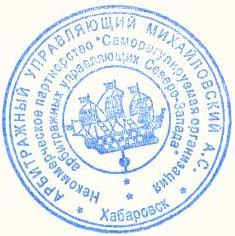 АРБИТРАЖНЫЙ УПРАВЛЯЮЩИЙ МИХАЙЛОВСКИЙ А.С.
* Хабаровск *
Некоммерческое партнерство "Саморегулируемая организация
арбитражных управляющих Северо-Запада